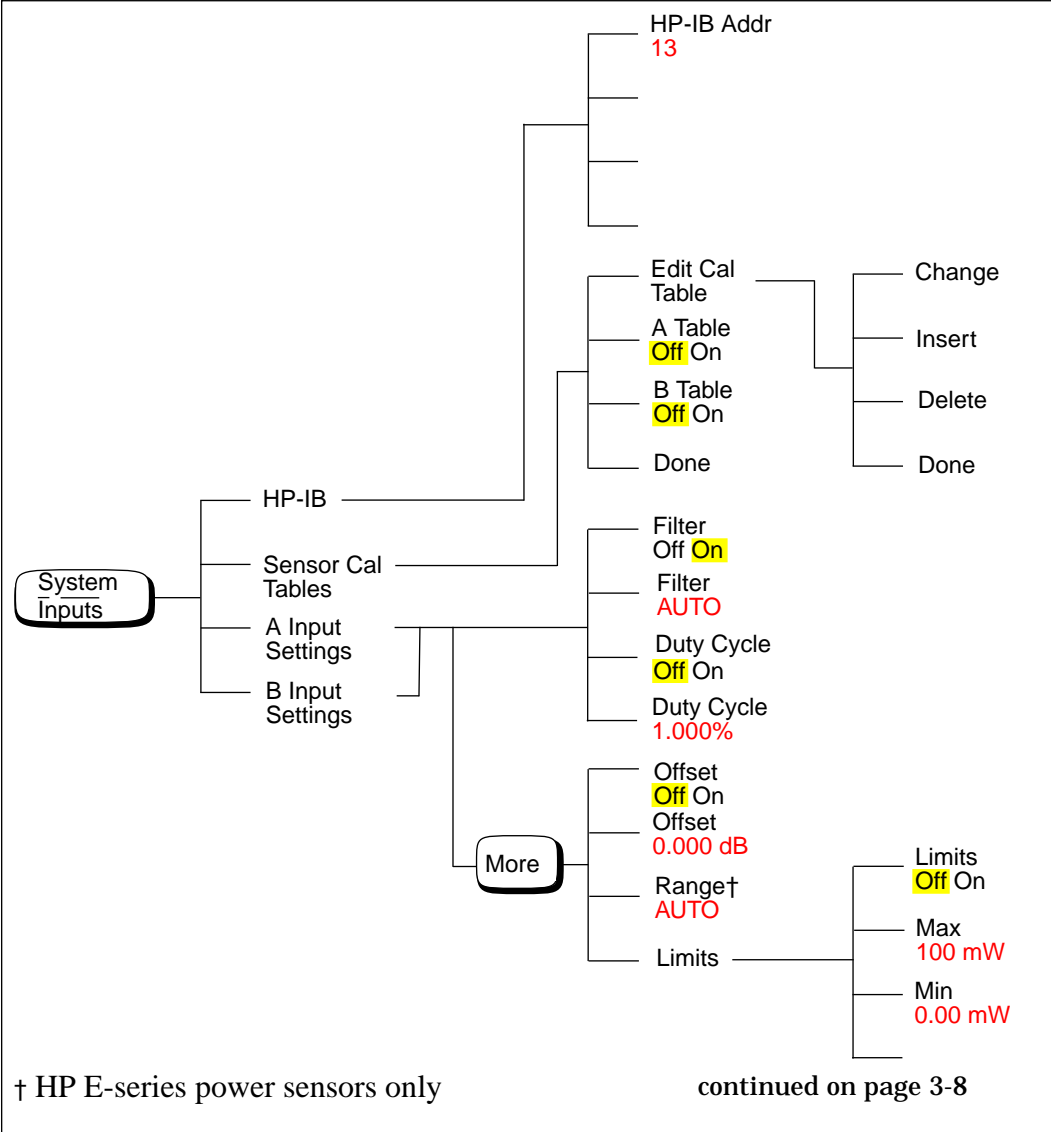 HP-IB Addr
13
Edit Cal
Table
A Table
Off On
B Table
Off On
Done
Change
Insert
Delete
Done
HP-IB
Sensor Cal
Tables
A Input
Settings
B Input
Settings
System
Inputs
Filter
Off On
Filter
AUTO
Duty Cycle
Off On
Duty Cycle
1.000%
More
Offset
Off On
Offset
0.000 dB
Range†
AUTO
Limits
Limits
Off On
Max
100 mW
Min
0.00 mW
† HP E-series power sensors only
continued on page 3-8